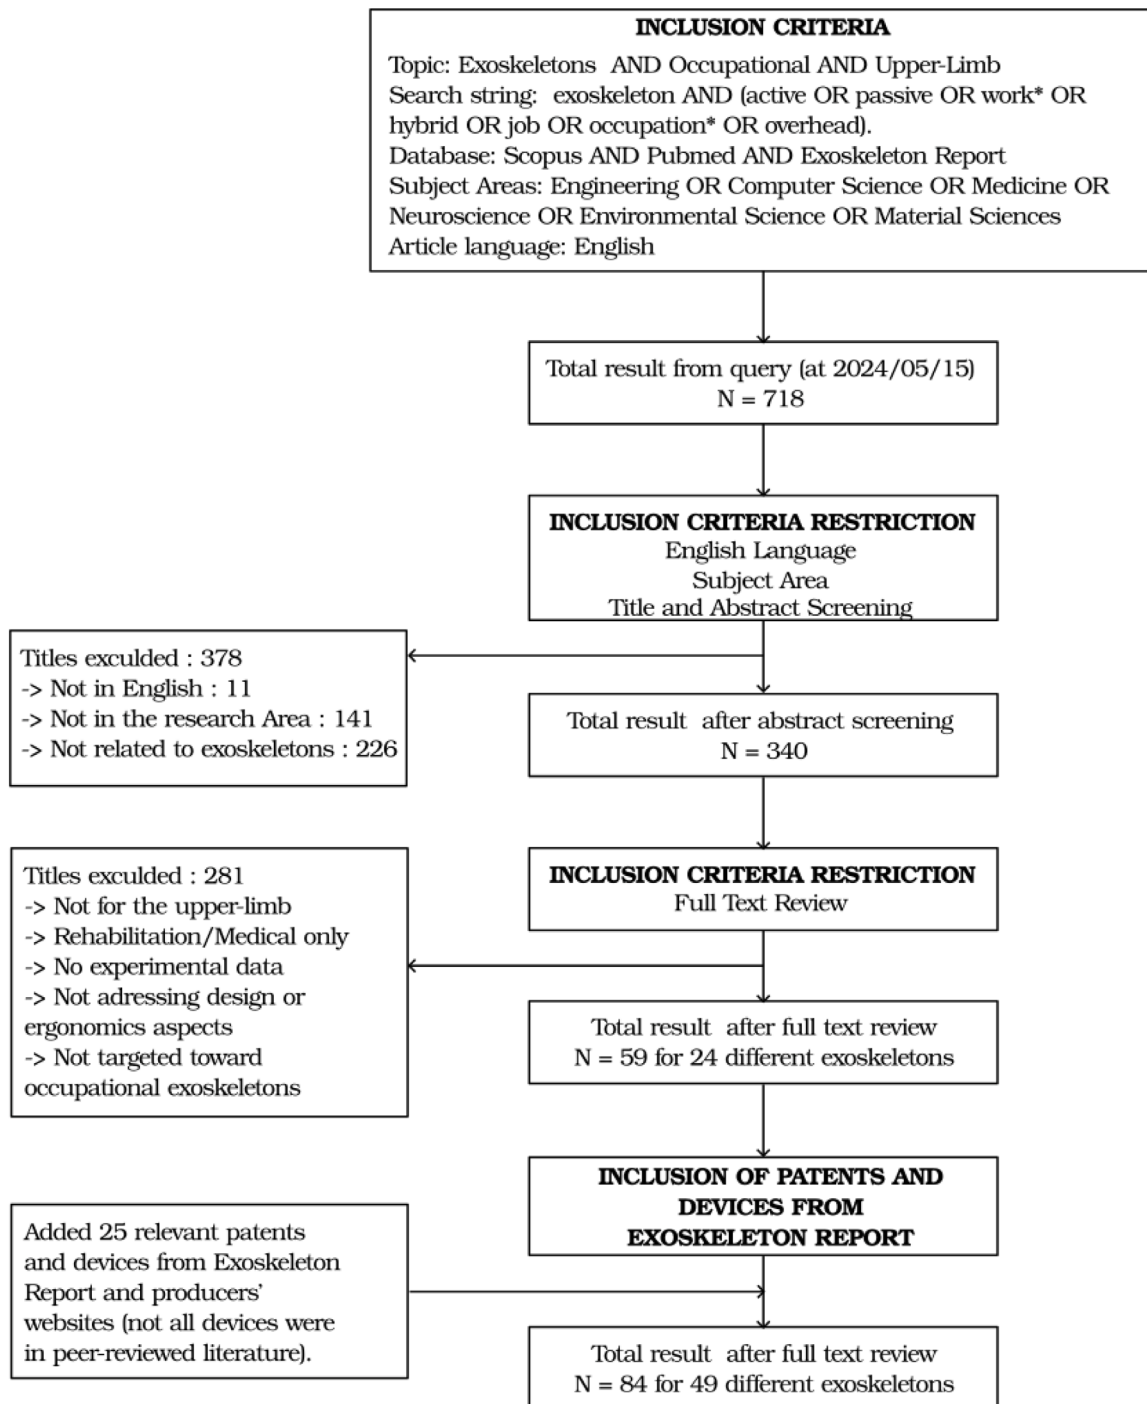 INCLUSION CRITERIA
Topic: Exoskeletons AND Occupational AND Upper-Limb
Search string: exoskeleton AND (active OR passive OR work* OR
hybrid OR job OR occupation* OR overhead).
Database: Scopus AND Pubmed AND Exoskeleton Report
Subject Areas: Engineering OR Computer Science OR Medicine OR
Neuroscience OR Environmental Science OR Material Sciences
Article language: English
Total result from query (at 2024/05/15)
N = 718
INCLUSION CRITERIA RESTRICTION
English Language
Subject Area
Title and Abstract Screening
Titles exculded : 378
-> Not in English : 11
-> Not in the research Area : 141
-> Not related to exoskeletons : 226
Total result after abstract screening
N = 340
INCLUSION CRITERIA RESTRICTION
Full Text Review
Titles exculded : 281
-> Not for the upper-limb
-> Rehabilitation/Medical only
-> No experimental data
-> Not adressing design or
ergonomics aspects
-> Not targeted toward
occupational exoskeletons
Total result after full text review
N = 59 for 24 different exoskeletons
INCLUSION OF PATENTS AND
DEVICES FROM
EXOSKELETON REPORT
Added 25 relevant patents
and devices from Exoskeleton
Report and producers'
websites (not all devices were
in peer-reviewed literature).
Total result after full text review
N = 84 for 49 different exoskeletons